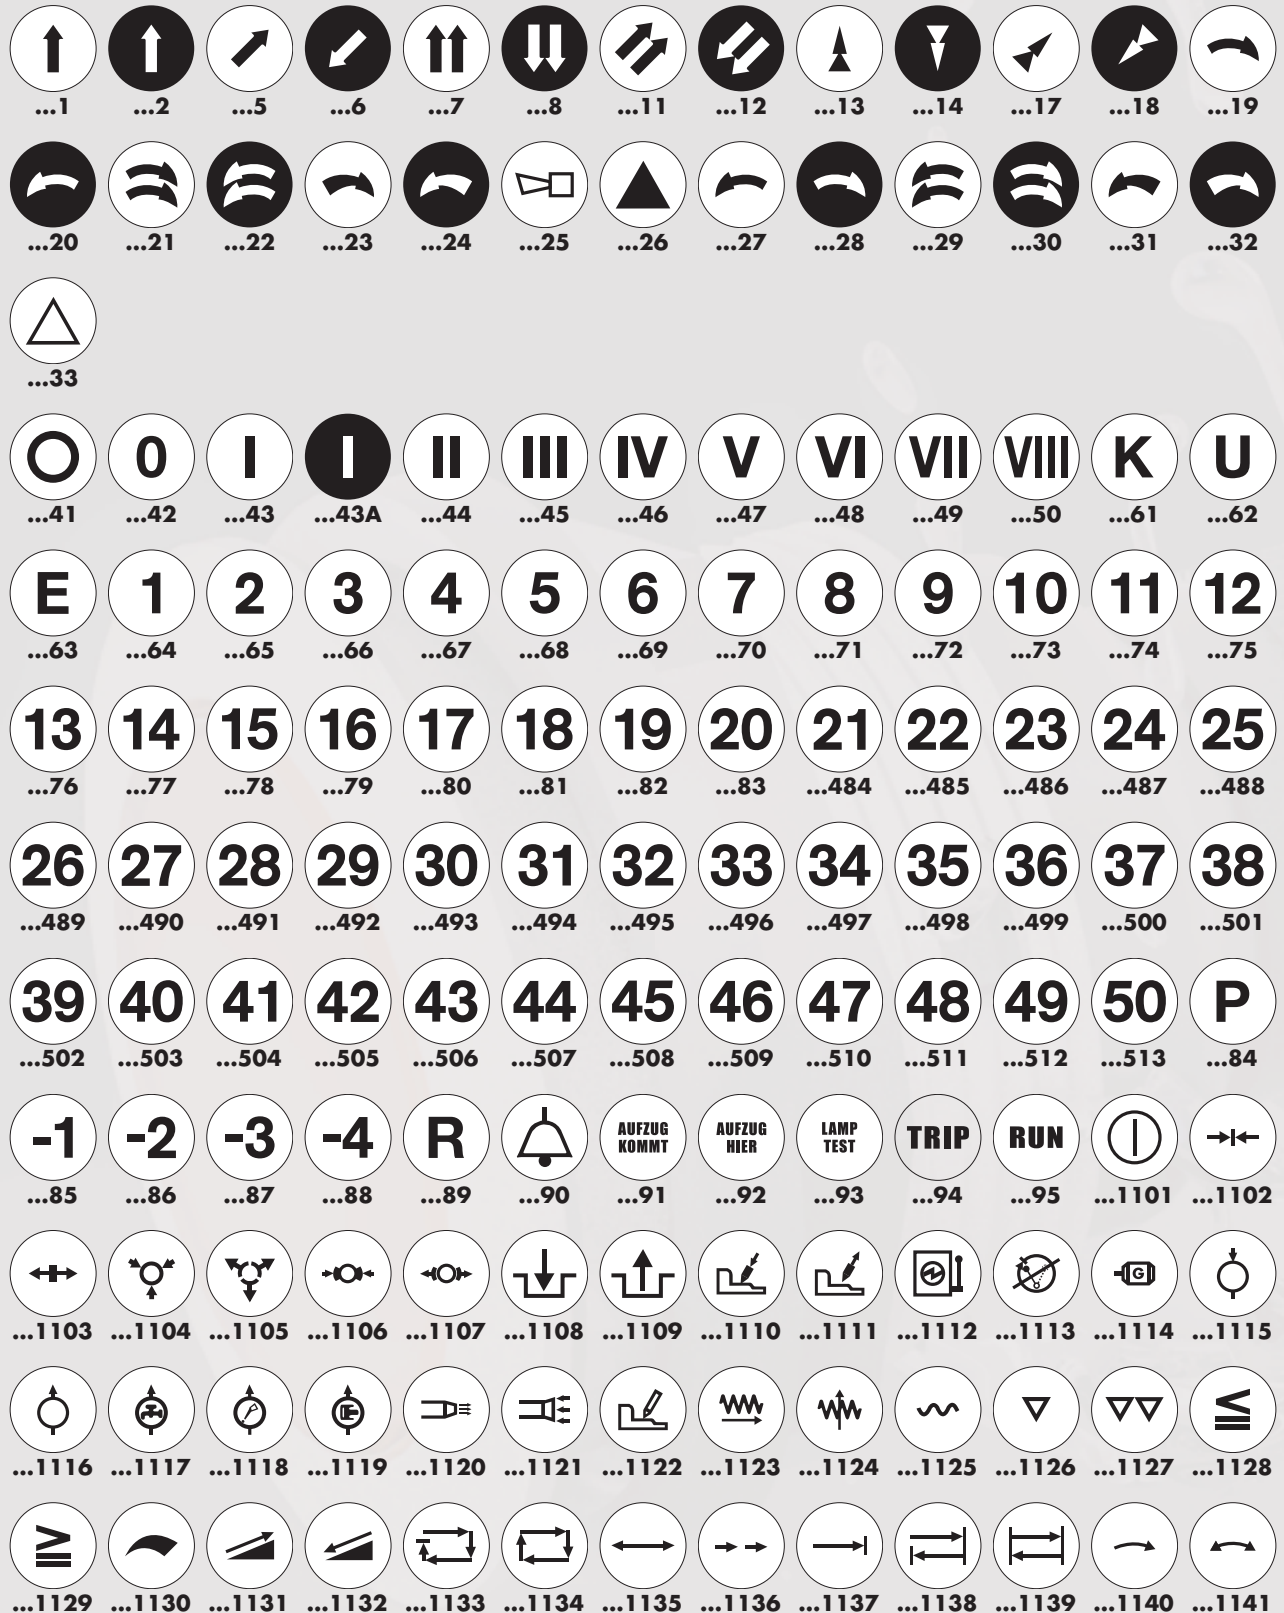 ...1 ...2 ...5 ...6 ...7 ...8 ...11 ...12 ...13 ...14 ...17 ...18 ...19
...20 ...21 ...22 ...23 ...24 ...25 ...26 ...27 ...28 ...29 ...30 ...31 ...32
...33
O 0 I I II III IV V VI VII VIII K U
...41 ...42 ...43 ...43A ...44 ...45 ...46 ...47 ...48 ...49 ...50 ...61 ...62
E 1 2 3 4 5 6 7 8 9 10 11 12
...63 ...64 ...65 ...66 ...67 ...68 ...69 ...70 ...71 ...72 ...73 ...74 ...75
13 14 15 16 17 18 19 20 21 22 23 24 25
...76 ...77 ...78 ...79 ...80 ...81 ...82 ...83 ...484 ...485 ...486 ...487 ...488
26 27 28 29 30 31 32 33 34 35 36 37 38
...489 ...490 ...491 ...492 ...493 ...494 ...495 ...496 ...497 ...498 ...499 ...500 ...501
39 40 41 42 43 44 45 46 47 48 49 50 P
...502 ...503 ...504 ...505 ...506 ...507 ...508 ...509 ...510 ...511 ...512 ...513 ...84
-1 -2 -3 -4 R AUFZUG KOMMT AUFZUG HIER LAMP TEST TRIP RUN
...85 ...86 ...87 ...88 ...89 ...90 ...91 ...92 ...93 ...94 ...95 ...1101 ...1102
G
...1103 ...1104 ...1105 ...1106 ...1107 ...1108 ...1109 ...1110 ...1111 ...1112 ...1113 ...1114 ...1115
≦
...1116 ...1117 ...1118 ...1119 ...1120 ...1121 ...1122 ...1123 ...1124 ...1125 ...1126 ...1127 ...1128
≧
...1129 ...1130 ...1131 ...1132 ...1133 ...1134 ...1135 ...1136 ...1137 ...1138 ...1139 ...1140 ...1141